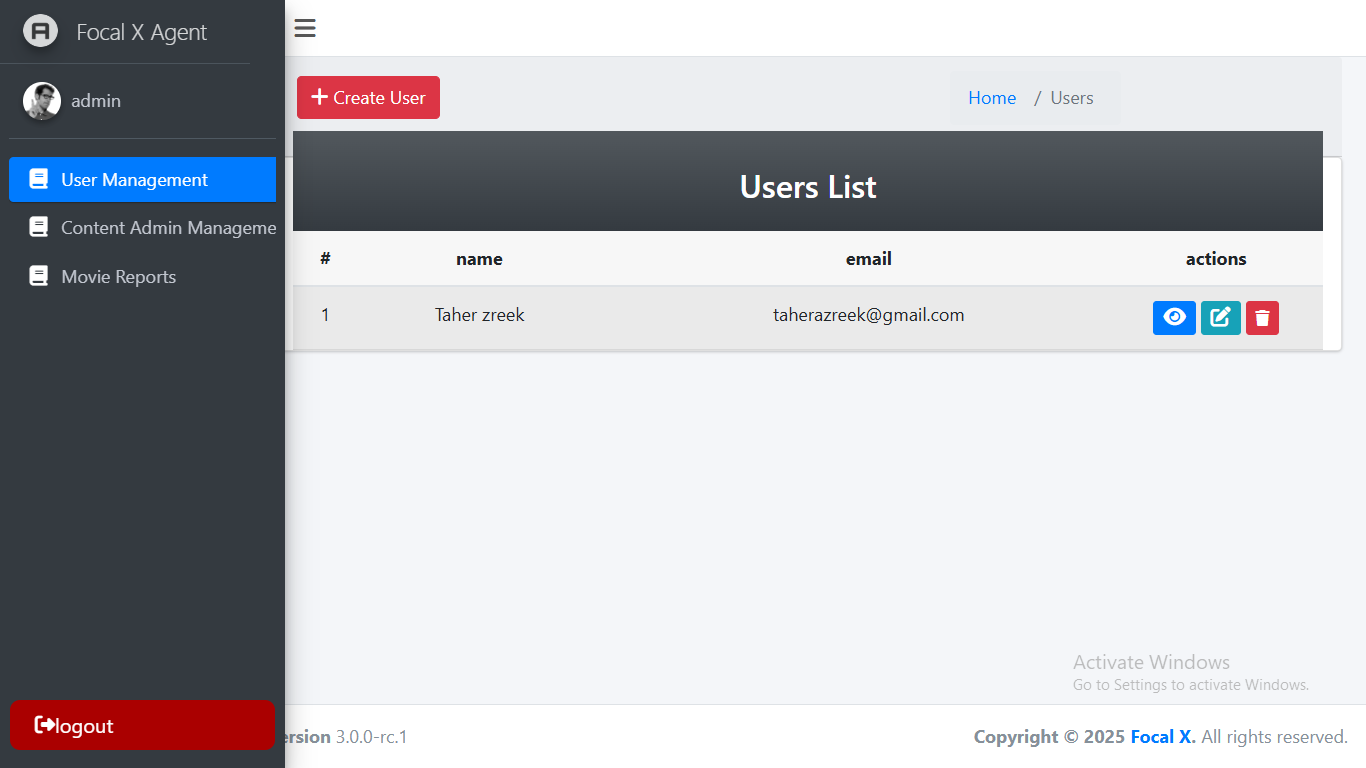 Focal X Agent
admin
User Management
Content Admin Manageme
Movie Reports
logout
Create User
Home / Users
Users List
# name email actions
1 Taher zreek taherazreek@gmail.com
Activate Windows
Go to Settings to activate Windows.
ersion 3.0.0-rc.1
Copyright © 2025 Focal X. All rights reserved.